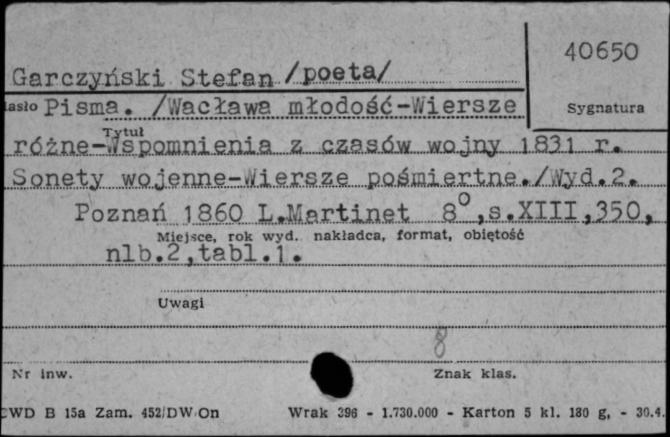 40650
Garczyński Stefan /poeta/
Hasło Pisma. /Wacława młodość-Wiersze
Sygnatura
Tytuł
różne-Wspomnienia z czasów wojny 1831 r.
Sonety wojenne-Wiersze pośmiertne./Wyd.2.
Poznań 1860 L.Martinet 8°,s.XIII,350,
Miejsce, rok wyd. nakładca, format, objętość
nlb.2,tabl.1.
Uwagi
8
Nr inw.
Znak klas.
CWD B 15a Zam. 452/DW On Wrak 396 - 1.730.000 - Karton 5 kl. 180 g, - 30.4.